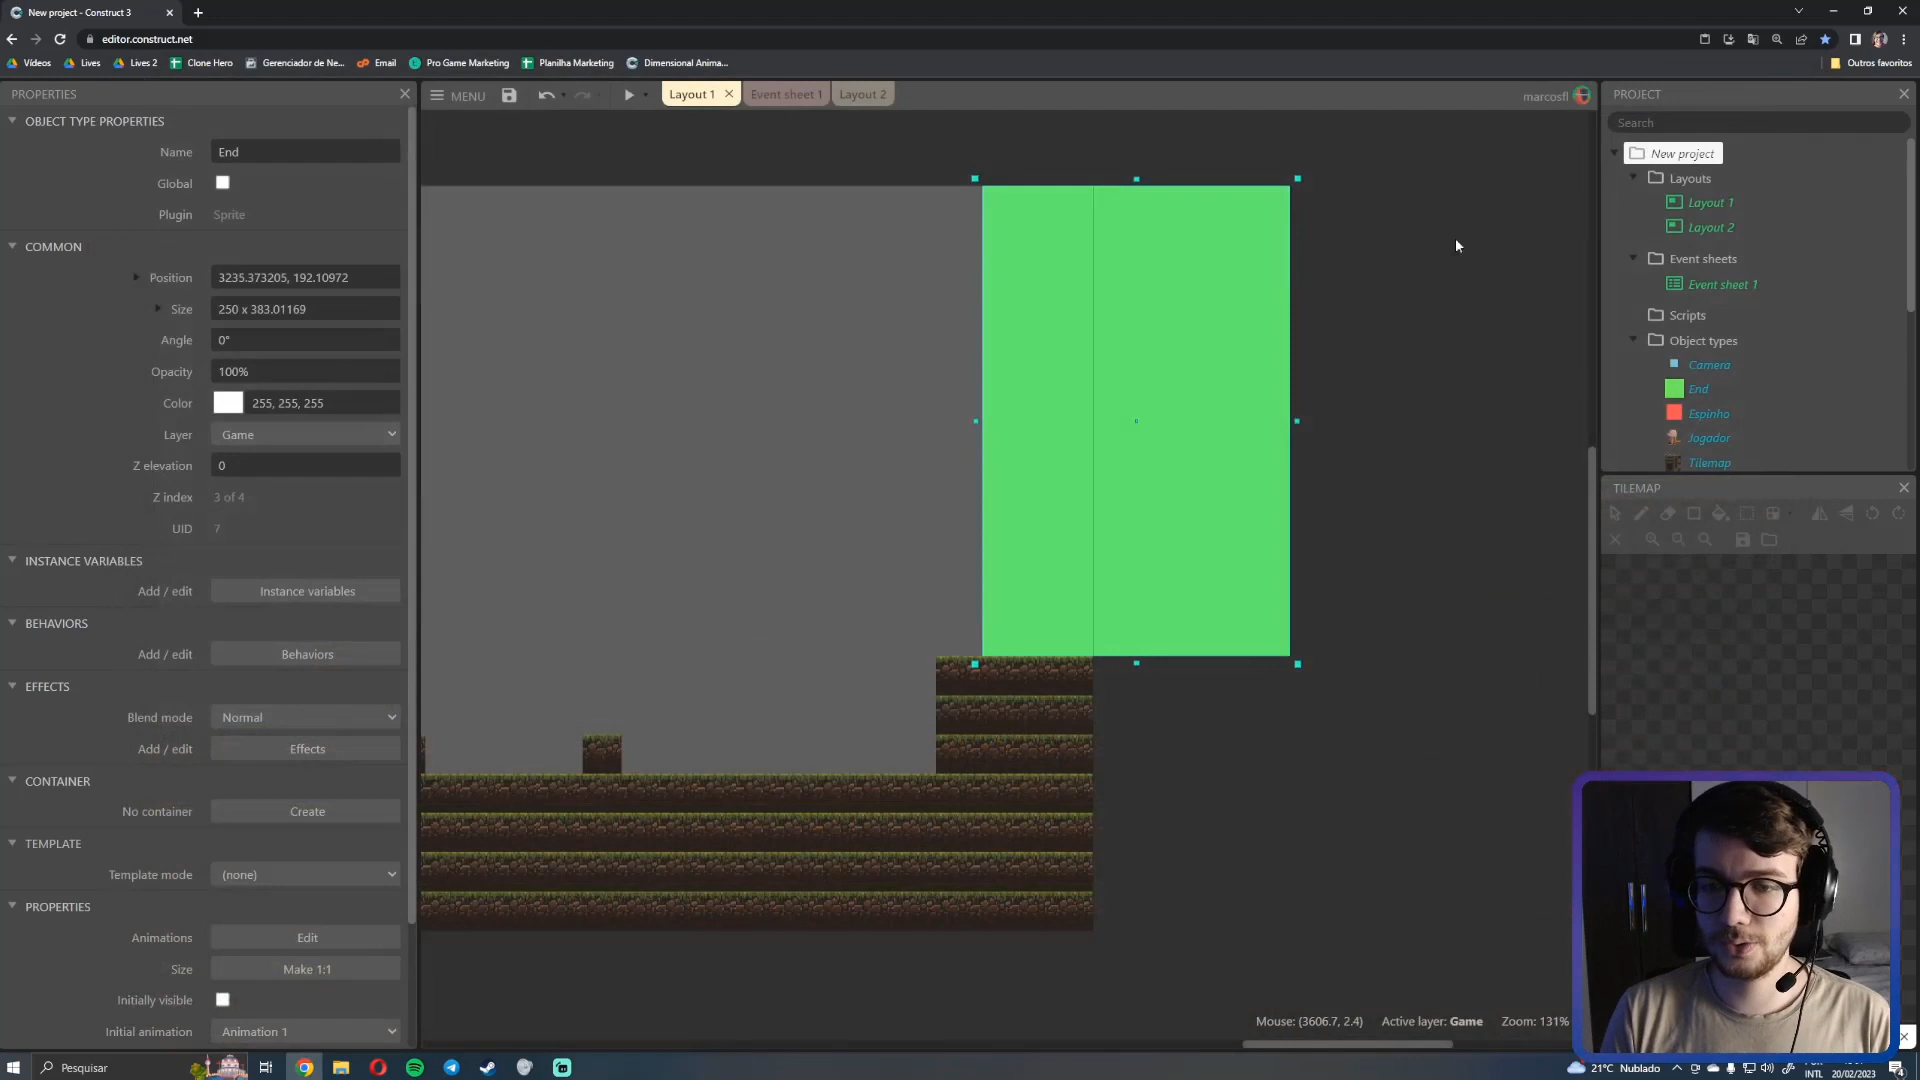 New project - Construct 3
editor.construct.net
Vídeos
Lives
Lives 2
Clone Hero
Gerenciador de Ne...
Email
Pro Game Marketing
Planilha Marketing
Dimensional Anima...
Outros favoritos
PROPERTIES
MENU
Layout 1
Event sheet 1
Layout 2
marcosfl
PROJECT
OBJECT TYPE PROPERTIES
Name
End
Global
Plugin
Sprite
COMMON
Position
3235.373205, 192.10972
Size
250 x 383.01169
Angle
0°
Opacity
100%
Color
255, 255, 255
Layer
Game
Z elevation
0
Z index
3 of 4
UID
7
INSTANCE VARIABLES
Add / edit
Instance variables
BEHAVIORS
Add / edit
Behaviors
EFFECTS
Blend mode
Normal
Add / edit
Effects
CONTAINER
No container
Create
TEMPLATE
Template mode
(none)
PROPERTIES
Animations
Edit
Size
Make 1:1
Initially visible
Initial animation
Animation 1
Search
New project
Layouts
Layout 1
Layout 2
Event sheets
Event sheet 1
Scripts
Object types
Camera
End
Espinho
Jogador
Tilemap
TILEMAP
Mouse: (3606.7, 2.4)
Active layer: Game
Zoom: 131%
Pesquisar
21°C Nublado
INTL
20/02/2023
4